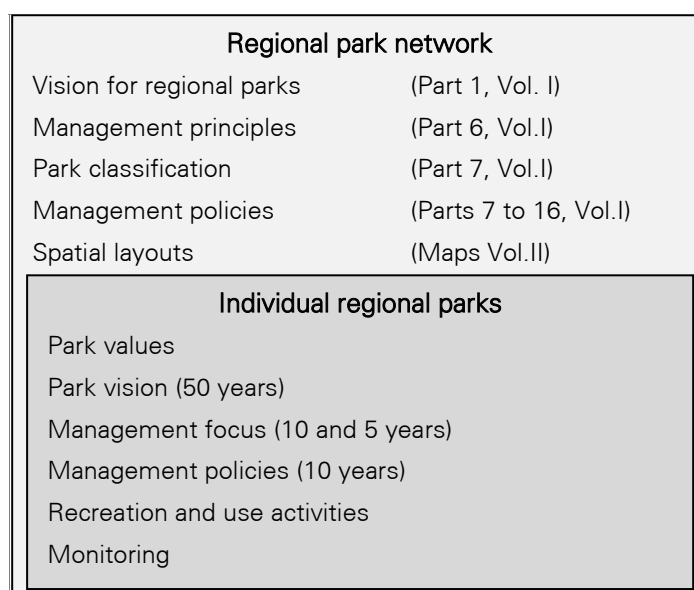 Regional park network
Vision for regional parks (Part 1, Vol. I)
Management principles (Part 6, Vol.I)
Park classification (Part 7, Vol.I)
Management policies (Parts 7 to 16, Vol.I)
Spatial layouts (Maps Vol.II)
Individual regional parks
Park values
Park vision (50 years)
Management focus (10 and 5 years)
Management policies (10 years)
Recreation and use activities
Monitoring